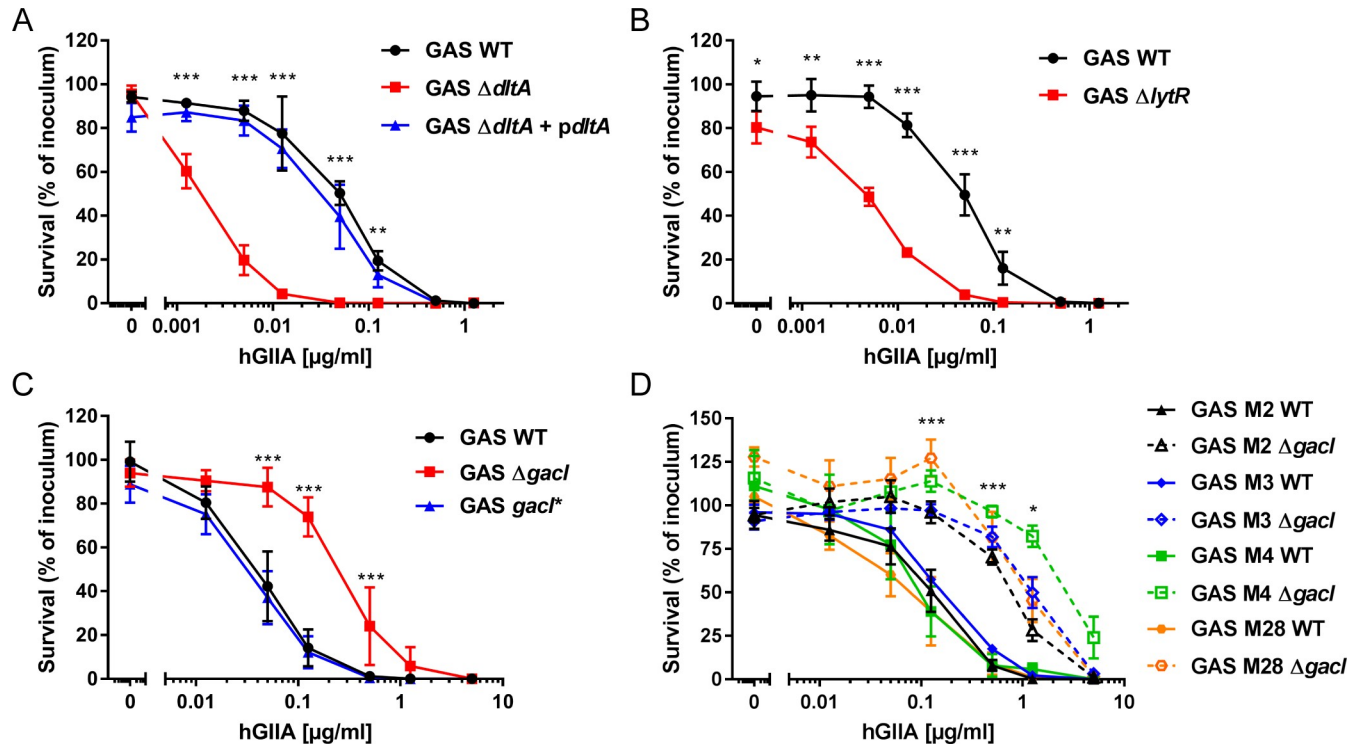 A
Survival (% of inoculum)
120
100
80
60
40
20
0
*** *** *** *** **
0 0.001 0.01 0.1 1
hGIIA [µg/ml]
GAS WT
GAS ΔdltA
GAS ΔdltA + pdltA
B
Survival (% of inoculum)
120
100
80
60
40
20
0
* ** *** *** *** **
0 0.001 0.01 0.1 1
hGIIA [µg/ml]
GAS WT
GAS ΔlytR
C
Survival (% of inoculum)
120
100
80
60
40
20
0
*** *** ***
0 0.01 0.1 1 10
hGIIA [µg/ml]
GAS WT
GAS ΔgacI
GAS gacI*
D
Survival (% of inoculum)
150
125
100
75
50
25
0
*** *** *
0 0.01 0.1 1 10
hGIIA [µg/ml]
GAS M2 WT
GAS M2 ΔgacI
GAS M3 WT
GAS M3 ΔgacI
GAS M4 WT
GAS M4 ΔgacI
GAS M28 WT
GAS M28 ΔgacI